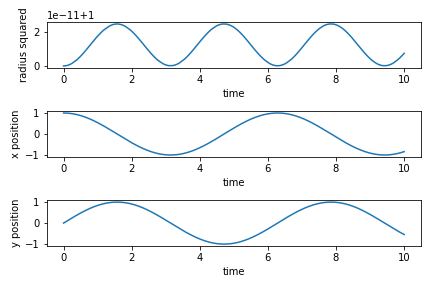 1e−11+1
radius squared
2
0
0 2 4 6 8 10
time
x position
1
0
−1
0 2 4 6 8 10
time
y position
1
0
−1
0 2 4 6 8 10
time